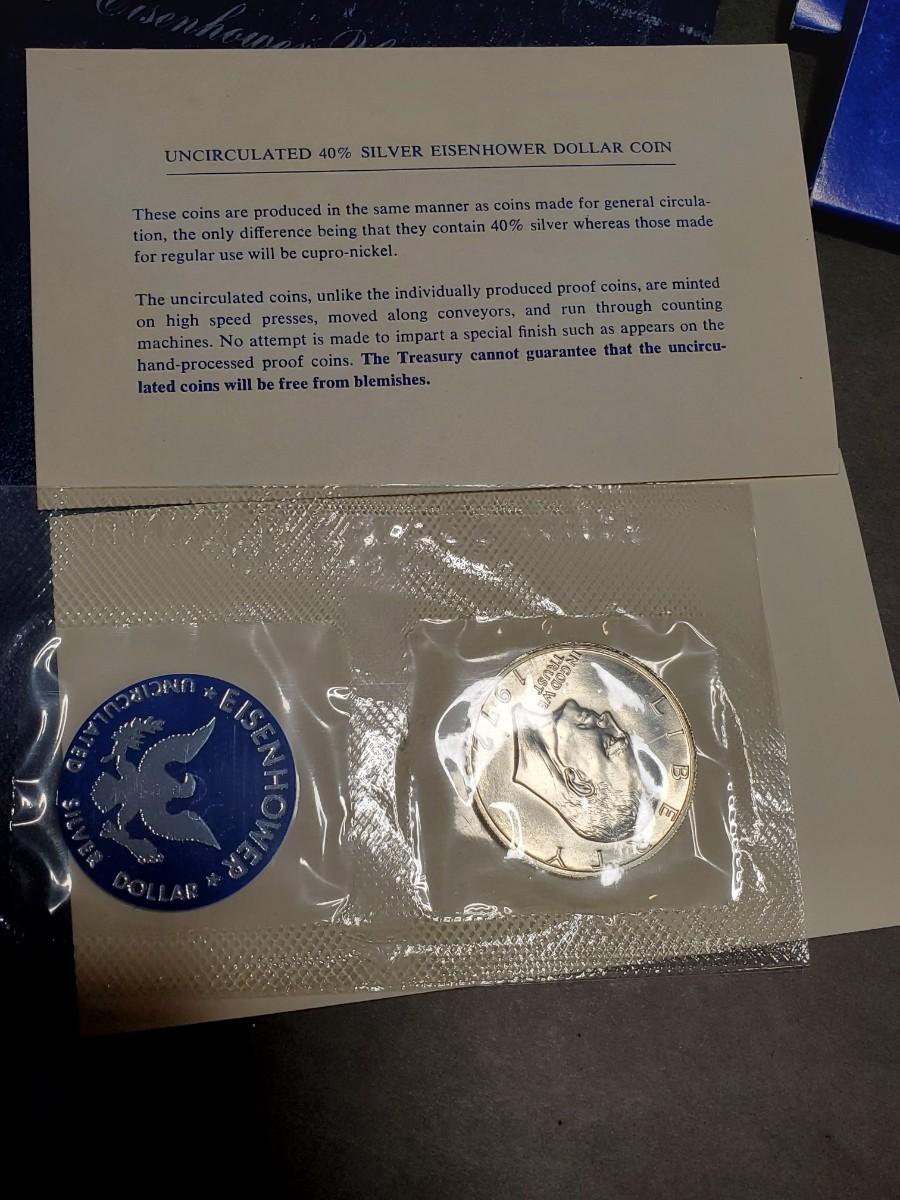 Eisenhower
UNCIRCULATED 40% SILVER EISENHOWER DOLLAR COIN
These coins are produced in the same manner as coins made for general circula-
tion, the only difference being that they contain 40% silver whereas those made
for regular use will be cupro-nickel.
The uncirculated coins, unlike the individually produced proof coins, are minted
on high speed presses, moved along conveyors, and run through counting
machines. No attempt is made to impart a special finish such as appears on the
hand-processed proof coins. The Treasury cannot guarantee that the uncircu-
lated coins will be free from blemishes.
EISENHOWER
UNCIRCULATED
SILVER
DOLLAR
LIBERTY
IN GOD WE
TRUST
1972